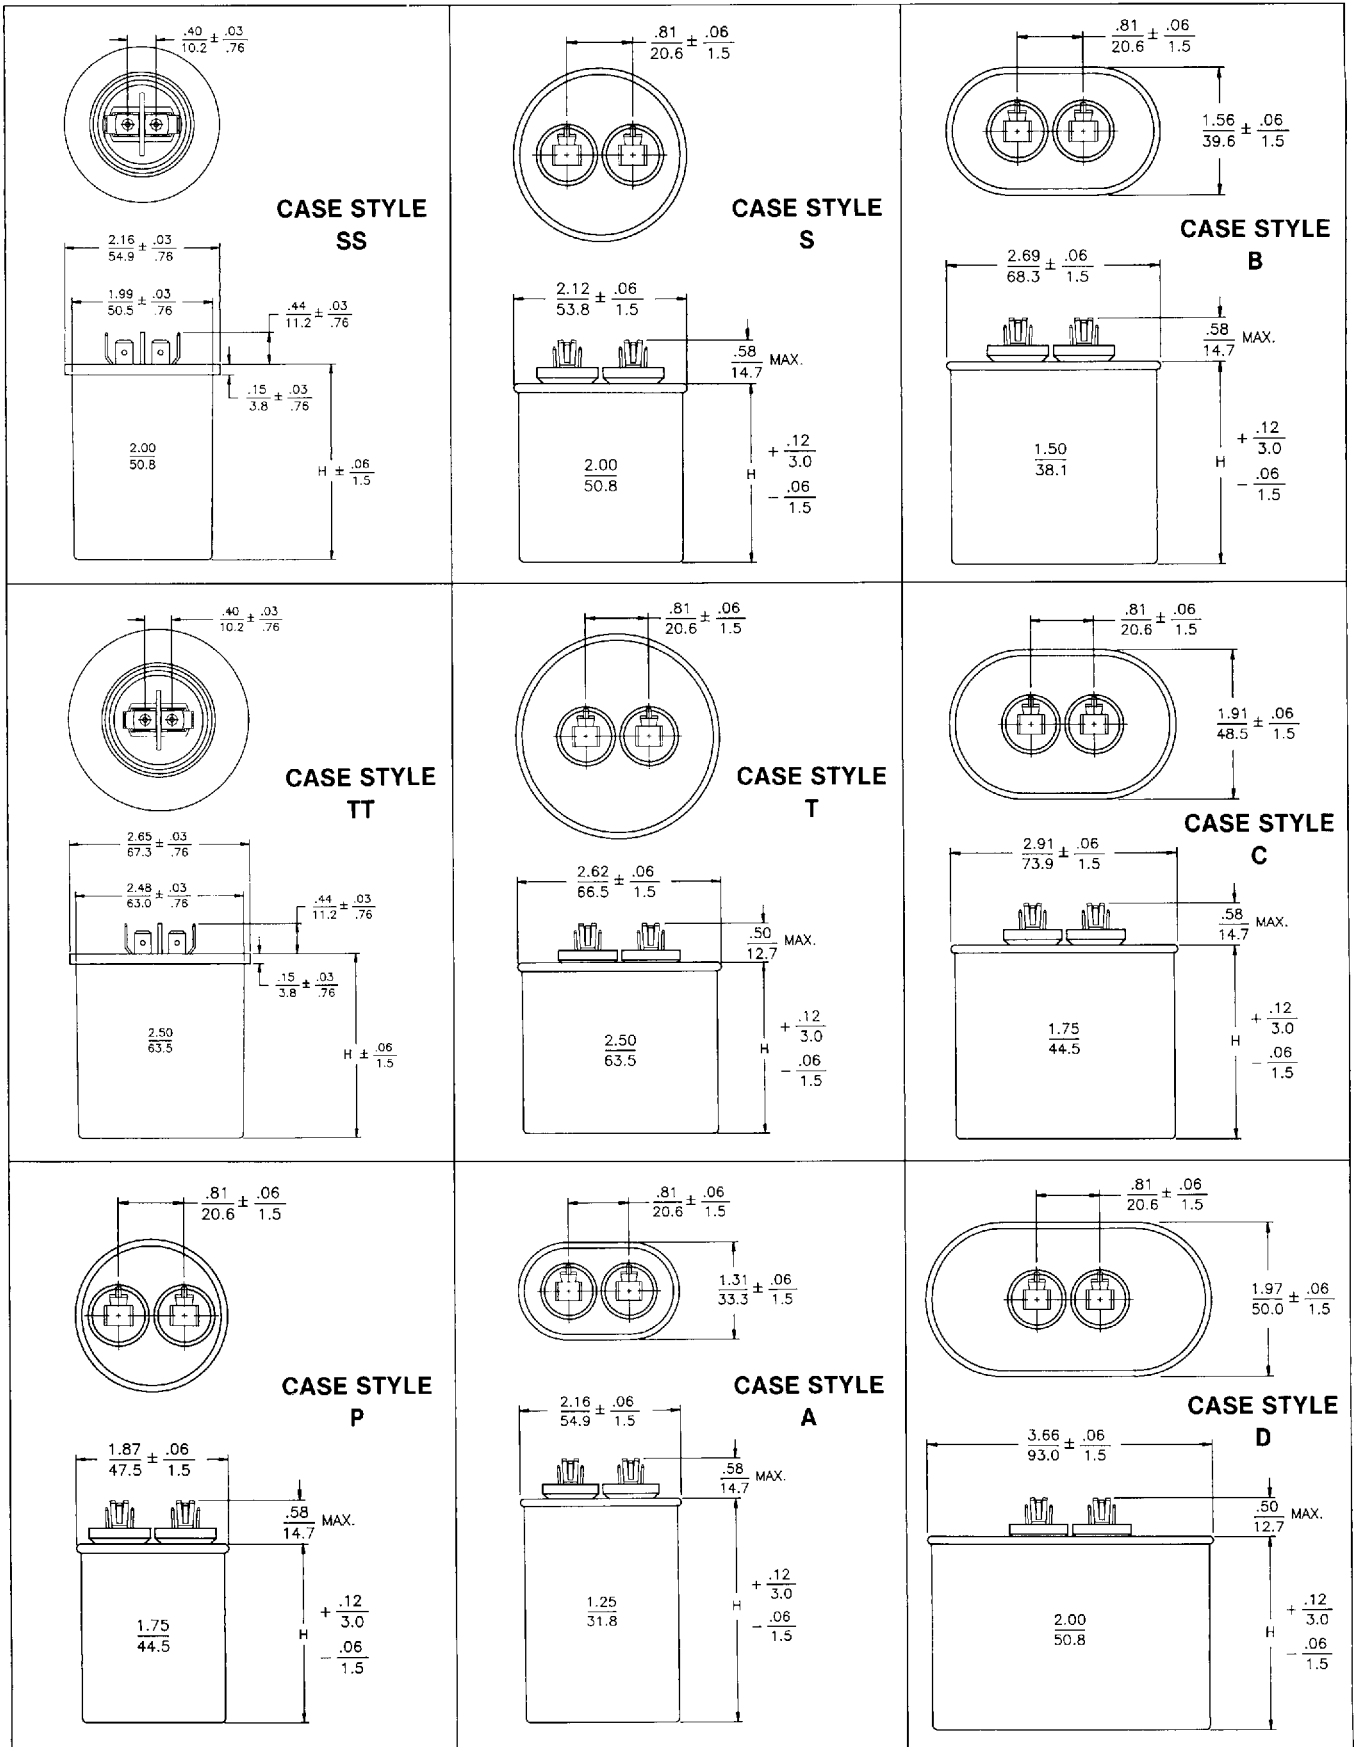 .40 ± .03
10.2 .76
CASE STYLE
SS
2.16 ± .03
54.9 .76
1.99 ± .03
50.5 .76
.44 ± .03
11.2 .76
.15 ± .03
3.8 .76
2.00
50.8
H ± .06
1.5
.81 ± .06
20.6 1.5
CASE STYLE
S
2.12 ± .06
53.8 1.5
.58 MAX.
14.7
2.00
50.8
H
+ .12
3.0
- .06
1.5
.81 ± .06
20.6 1.5
1.56 ± .06
39.6 1.5
CASE STYLE
B
2.69 ± .06
68.3 1.5
.58 MAX.
14.7
1.50
38.1
H
+ .12
3.0
- .06
1.5
.40 ± .03
10.2 .76
CASE STYLE
TT
2.65 ± .03
67.3 .76
2.48 ± .03
63.0 .76
.44 ± .03
11.2 .76
.15 ± .03
3.8 .76
2.50
63.5
H ± .06
1.5
.81 ± .06
20.6 1.5
CASE STYLE
T
2.62 ± .06
66.5 1.5
.50 MAX.
12.7
2.50
63.5
H
+ .12
3.0
- .06
1.5
.81 ± .06
20.6 1.5
1.91 ± .06
48.5 1.5
CASE STYLE
C
2.91 ± .06
73.9 1.5
.58 MAX.
14.7
1.75
44.5
H
+ .12
3.0
- .06
1.5
.81 ± .06
20.6 1.5
CASE STYLE
P
1.87 ± .06
47.5 1.5
.58 MAX.
14.7
1.75
44.5
H
+ .12
3.0
- .06
1.5
.81 ± .06
20.6 1.5
1.31 ± .06
33.3 1.5
CASE STYLE
A
2.16 ± .06
54.9 1.5
.58 MAX.
14.7
1.25
31.8
H
+ .12
3.0
- .06
1.5
.81 ± .06
20.6 1.5
1.97 ± .06
50.0 1.5
CASE STYLE
D
3.66 ± .06
93.0 1.5
.50 MAX.
12.7
2.00
50.8
H
+ .12
3.0
- .06
1.5